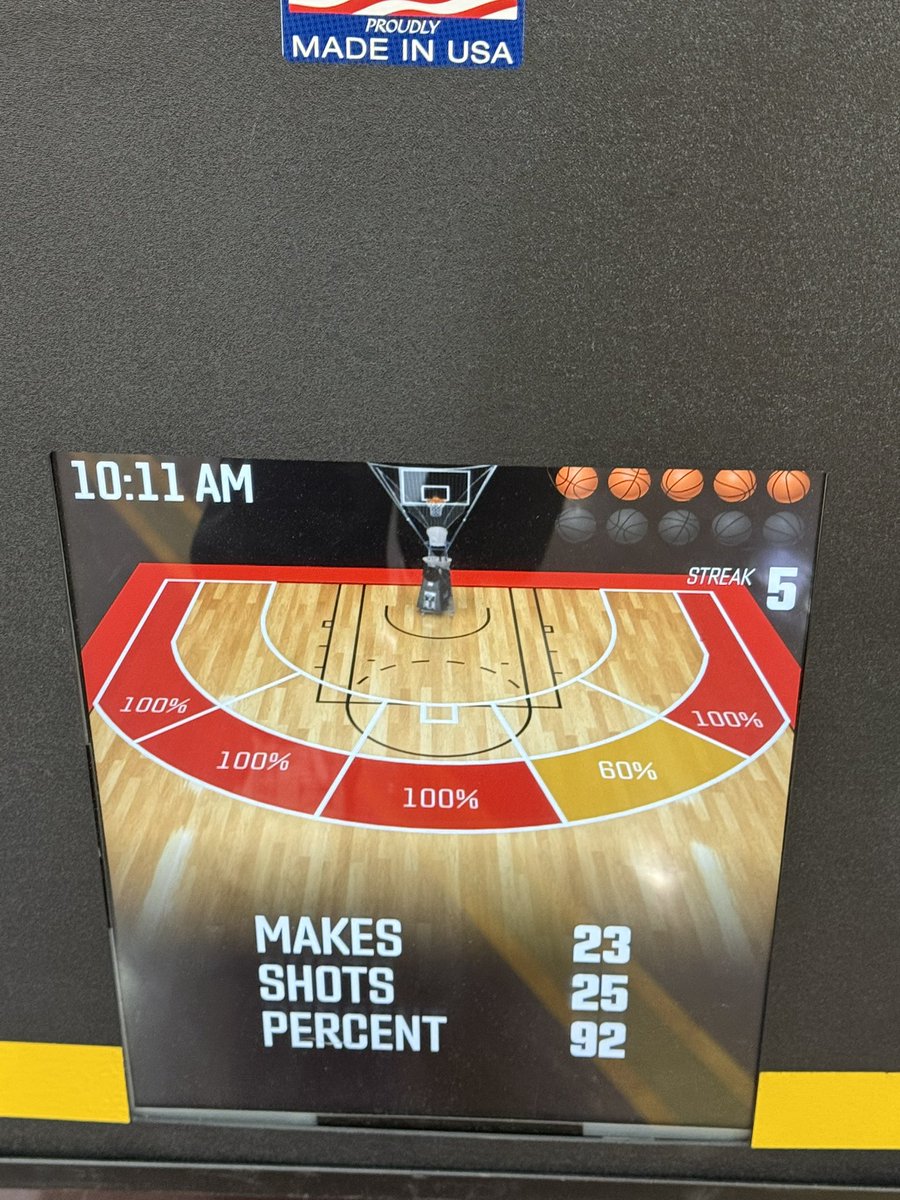 PROUDLY
MADE IN USA
10:11 AM
STREAK 5
100% 100%
100% 60%
100%
MAKES 23
SHOTS 25
PERCENT 92